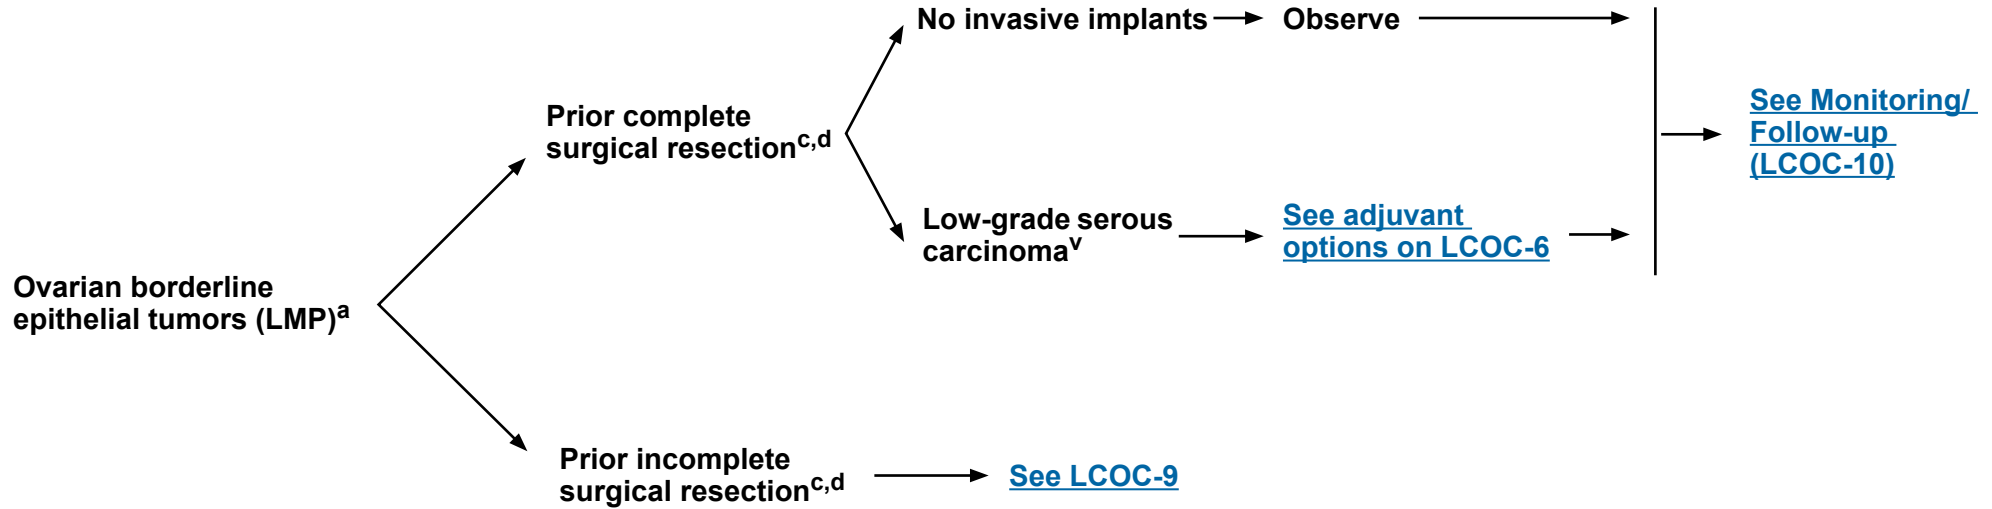 No invasive implants
Observe
Prior complete
surgical resectionc,d
See Monitoring/
Follow-up
(LCOC-10)
Low-grade serous
carcinomav
See adjuvant
options on LCOC-6
Ovarian borderline
epithelial tumors (LMP)a
Prior incomplete
surgical resectionc,d
See LCOC-9